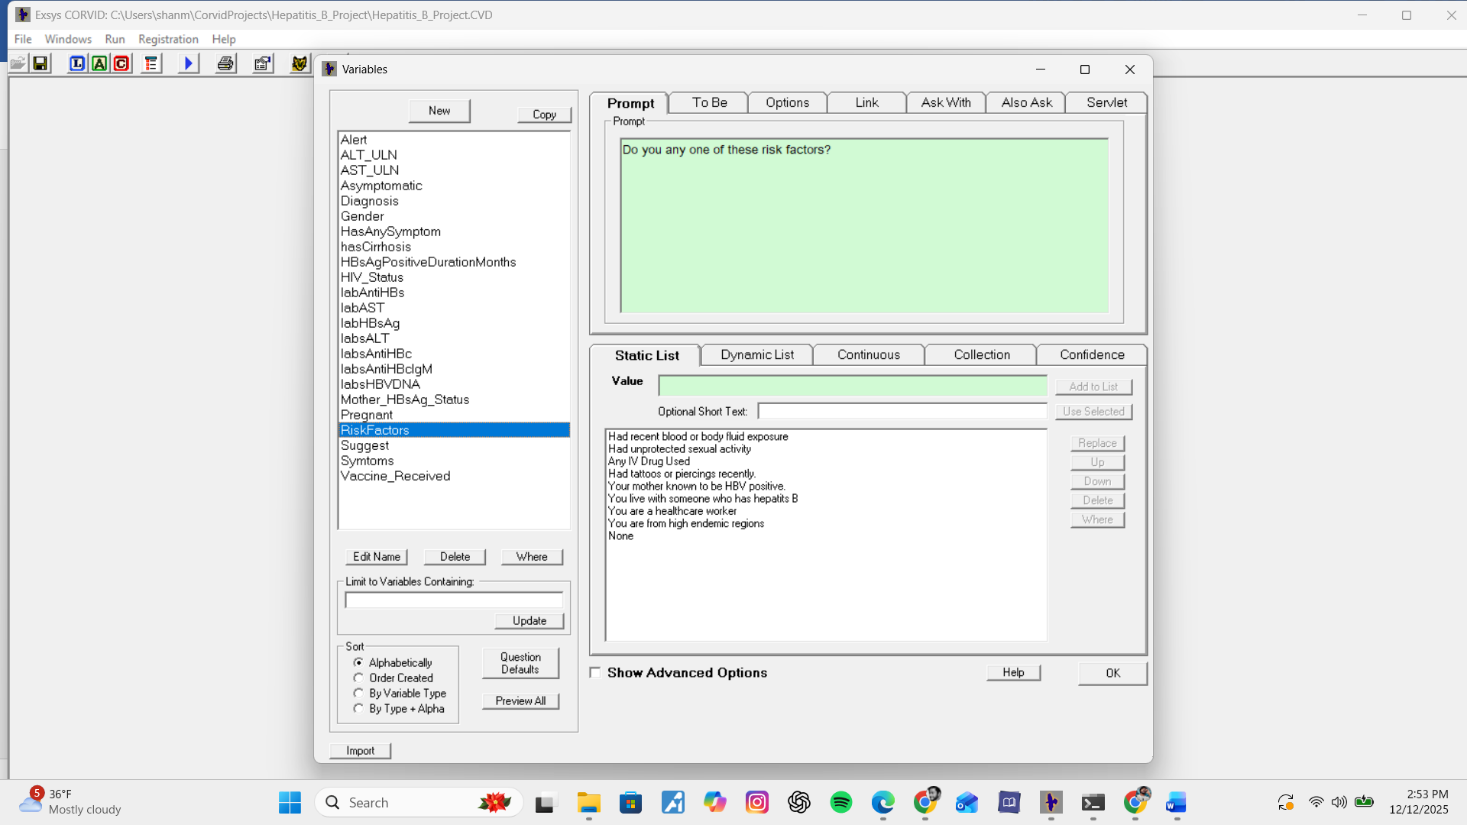 Exsys CORVID: C:\Users\shanm\CorvidProjects\Hepatitis_B_Project\Hepatitis_B_Project.CVD
File Windows Run Registration Help
L A C
Variables
New
Copy
Alert
ALT_ULN
AST_ULN
Asymptomatic
Diagnosis
Gender
HasAnySymptom
hasCirrhosis
HBsAgPositiveDurationMonths
HIV_Status
labAntiHBs
labAST
labHBsAg
labsALT
labsAntiHBc
labsAntiHBcIgM
labsHBVDNA
Mother_HBsAg_Status
Pregnant
RiskFactors
Suggest
Symtoms
Vaccine_Received
Edit Name Delete Where
Limit to Variables Containing:
Update
Sort
Alphabetically
Order Created
By Variable Type
By Type + Alpha
Question
Defaults
Preview All
Import
Prompt To Be Options Link Ask With Also Ask Servlet
Prompt
Do you any one of these risk factors?
Static List Dynamic List Continuous Collection Confidence
Value
Add to List
Optional Short Text:
Use Selected
Had recent blood or body fluid exposure
Had unprotected sexual activity
Any IV Drug Used
Had tattoos or piercings recently.
Your mother known to be HBV positive.
You live with someone who has hepatits B
You are a healthcare worker
You are from high endemic regions
None
Replace
Up
Down
Delete
Where
Show Advanced Options
Help
OK
5
36°F
Mostly cloudy
Search
2:53 PM
12/12/2025